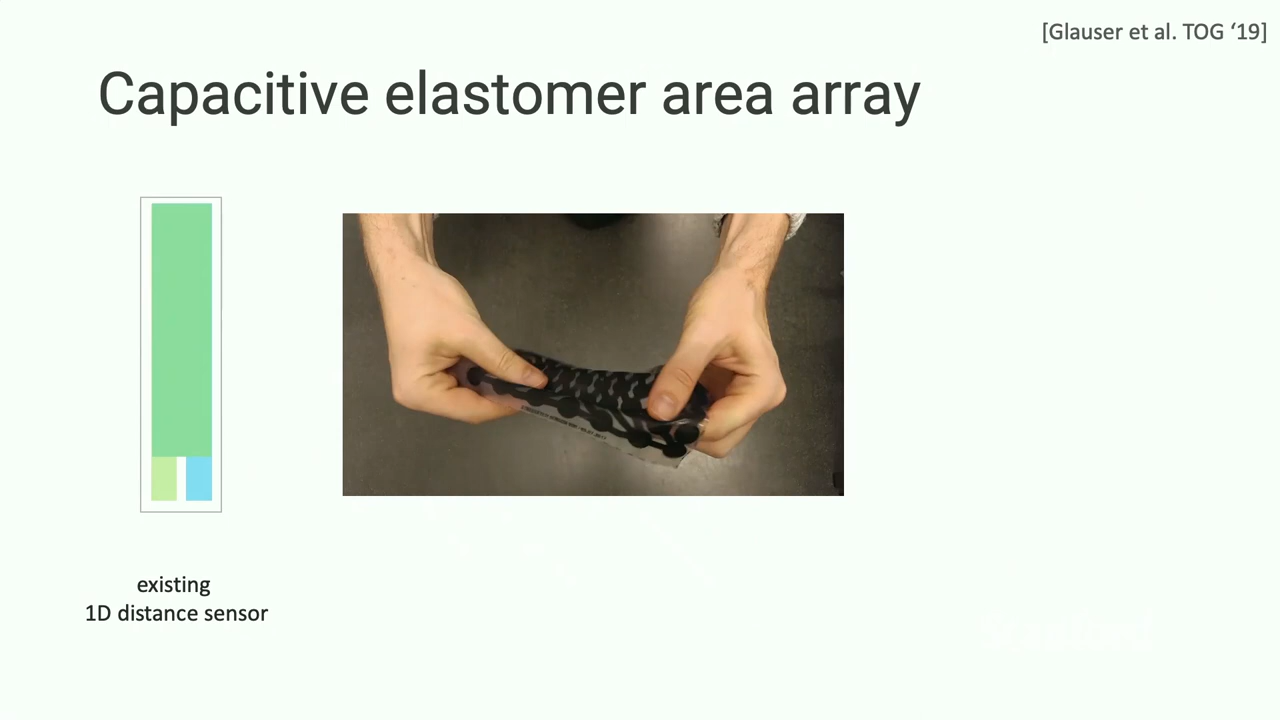 [Glauser et al. TOG ‘19]
Capacitive elastomer area array
existing
1D distance sensor